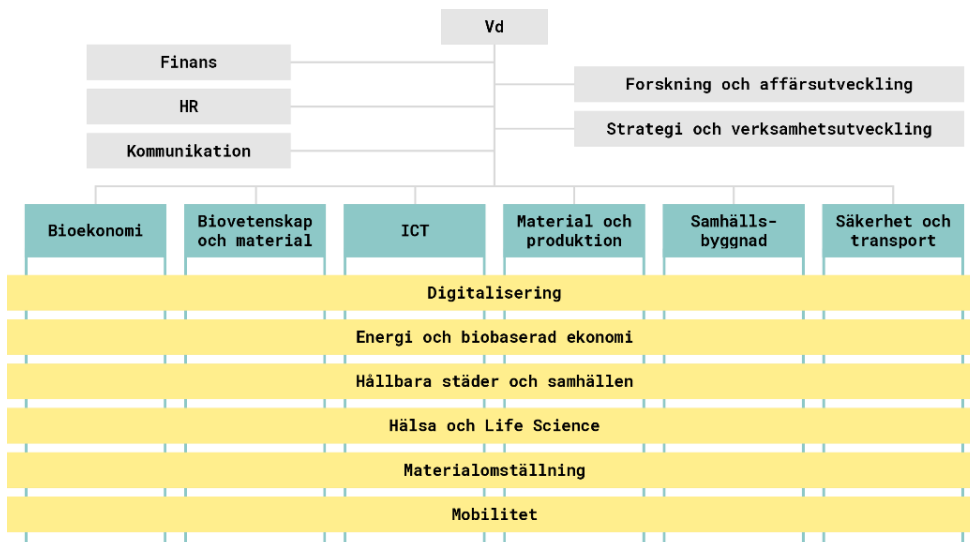 Vd
Finans
HR
Kommunikation
Forskning och affärsutveckling
Strategi och verksamhetsutveckling
Bioekonomi
Biovetenskap
och material
ICT
Material och
produktion
Samhälls-
byggnad
Säkerhet och
transport
Digitalisering
Energi och biobaserad ekonomi
Hållbara städer och samhällen
Hälsa och Life Science
Materialomställning
Mobilitet